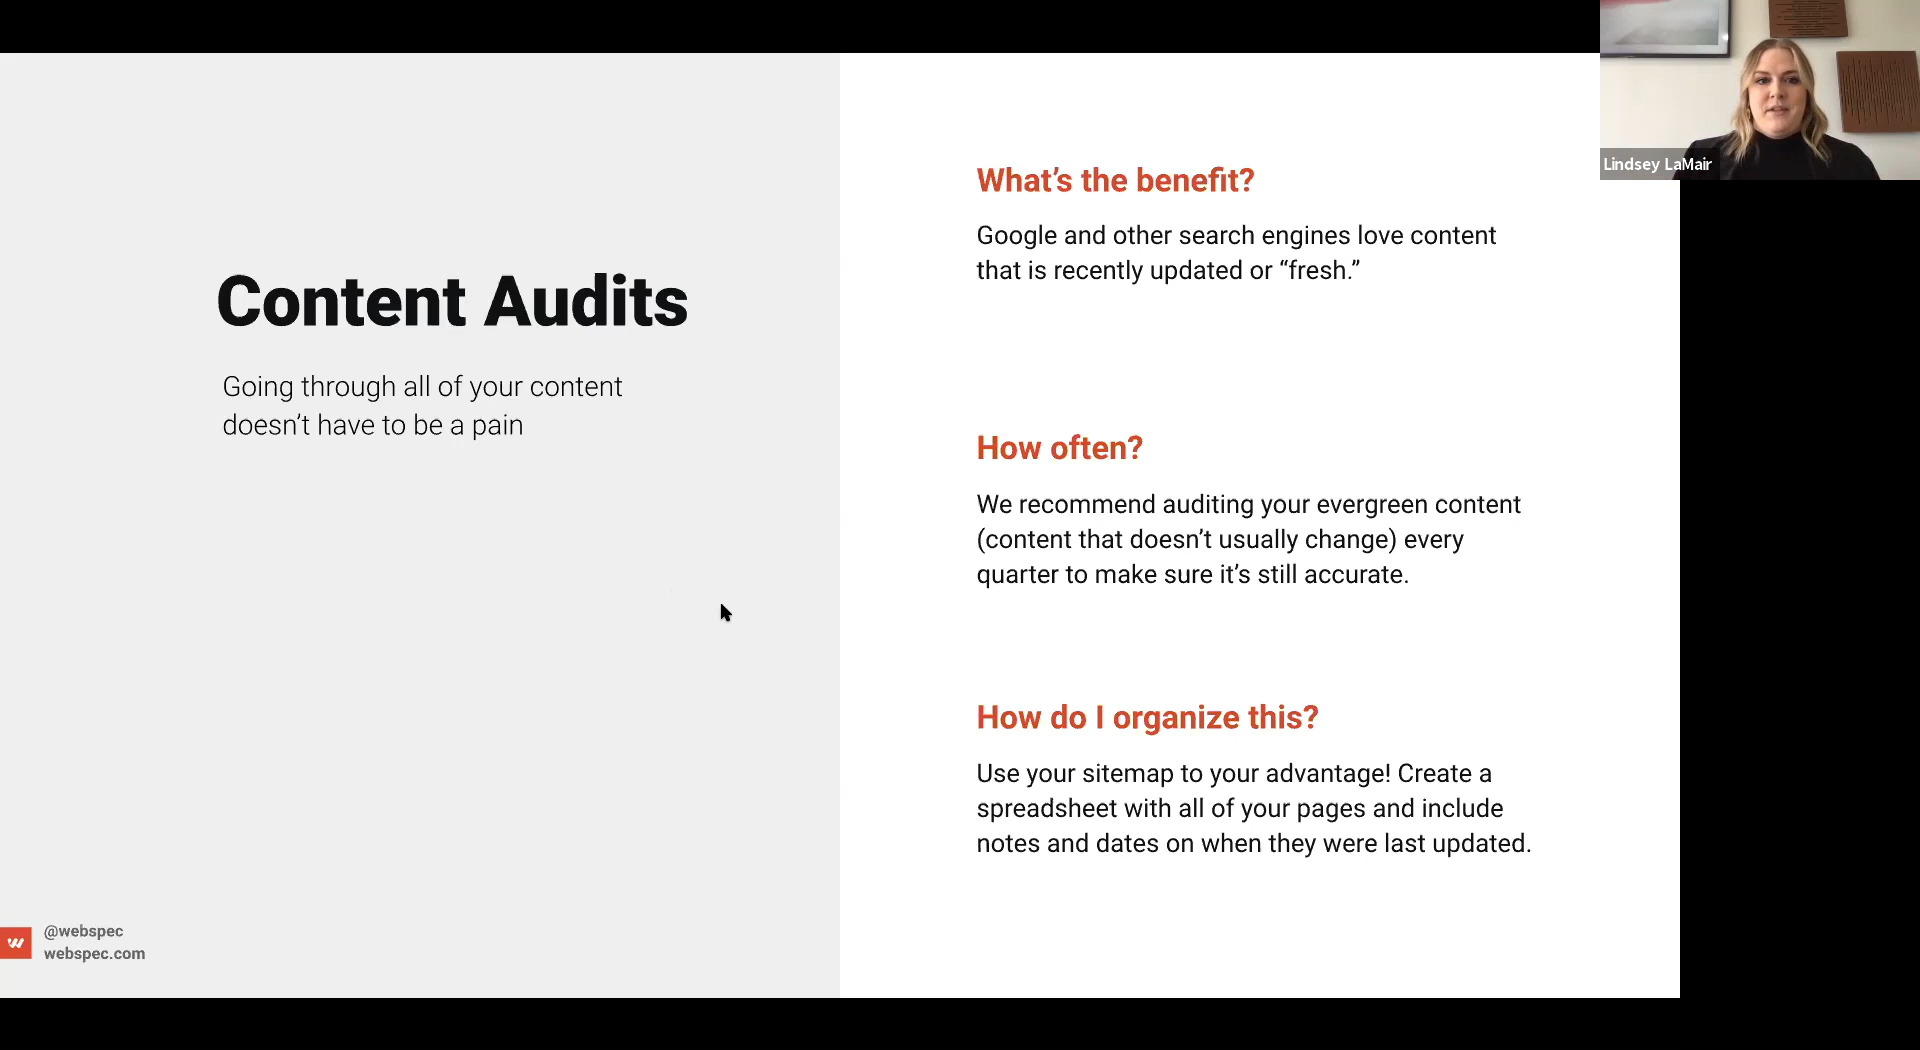 Content Audits
Going through all of your content
doesn’t have to be a pain
What’s the benefit?
Google and other search engines love content
that is recently updated or “fresh.”
How often?
We recommend auditing your evergreen content
(content that doesn’t usually change) every
quarter to make sure it’s still accurate.
How do I organize this?
Use your sitemap to your advantage! Create a
spreadsheet with all of your pages and include
notes and dates on when they were last updated.
@webspec
webspec.com
Lindsey LaMair